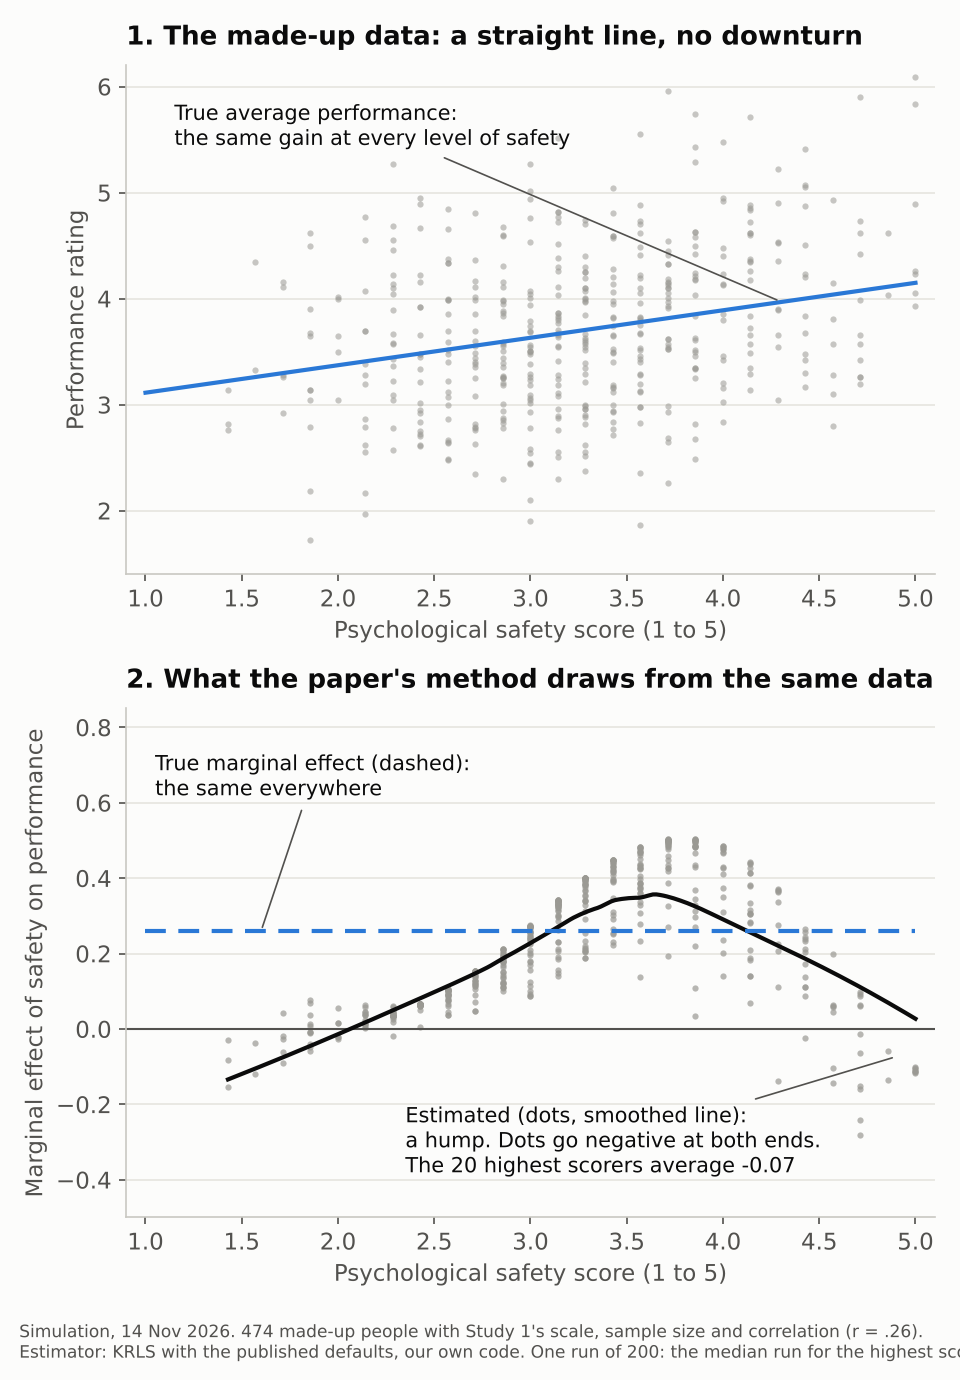 1. The made-up data: a straight line, no downturn
True average performance:
the same gain at every level of safety
Performance rating
6
5
4
3
2
1.0 1.5 2.0 2.5 3.0 3.5 4.0 4.5 5.0
Psychological safety score (1 to 5)
2. What the paper's method draws from the same data
True marginal effect (dashed):
the same everywhere
Marginal effect of safety on performance
0.8
0.6
0.4
0.2
0.0
−0.2
−0.4
Estimated (dots, smoothed line):
a hump. Dots go negative at both ends.
The 20 highest scorers average -0.07
1.0 1.5 2.0 2.5 3.0 3.5 4.0 4.5 5.0
Psychological safety score (1 to 5)
Simulation, 14 Nov 2026. 474 made-up people with Study 1's scale, sample size and correlation (r = .26).
Estimator: KRLS with the published defaults, our own code. One run of 200: the median run for the highest